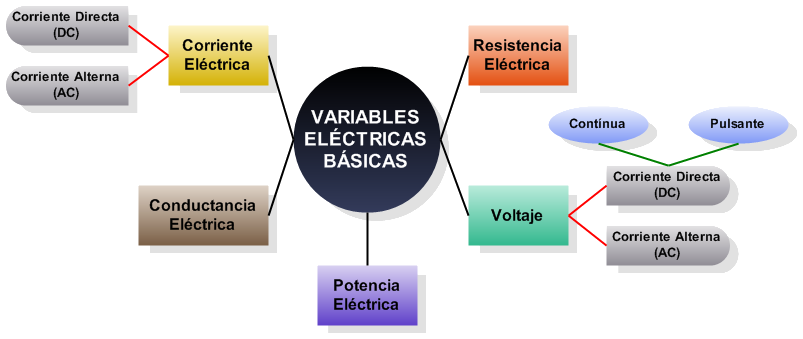 Corriente Directa
(DC)
Corriente Alterna
(AC)
Corriente
Eléctrica
Conductancia
Eléctrica
VARIABLES
ELÉCTRICAS
BÁSICAS
Potencia
Eléctrica
Resistencia
Eléctrica
Voltaje
Contínua
Pulsante
Corriente Directa
(DC)
Corriente Alterna
(AC)